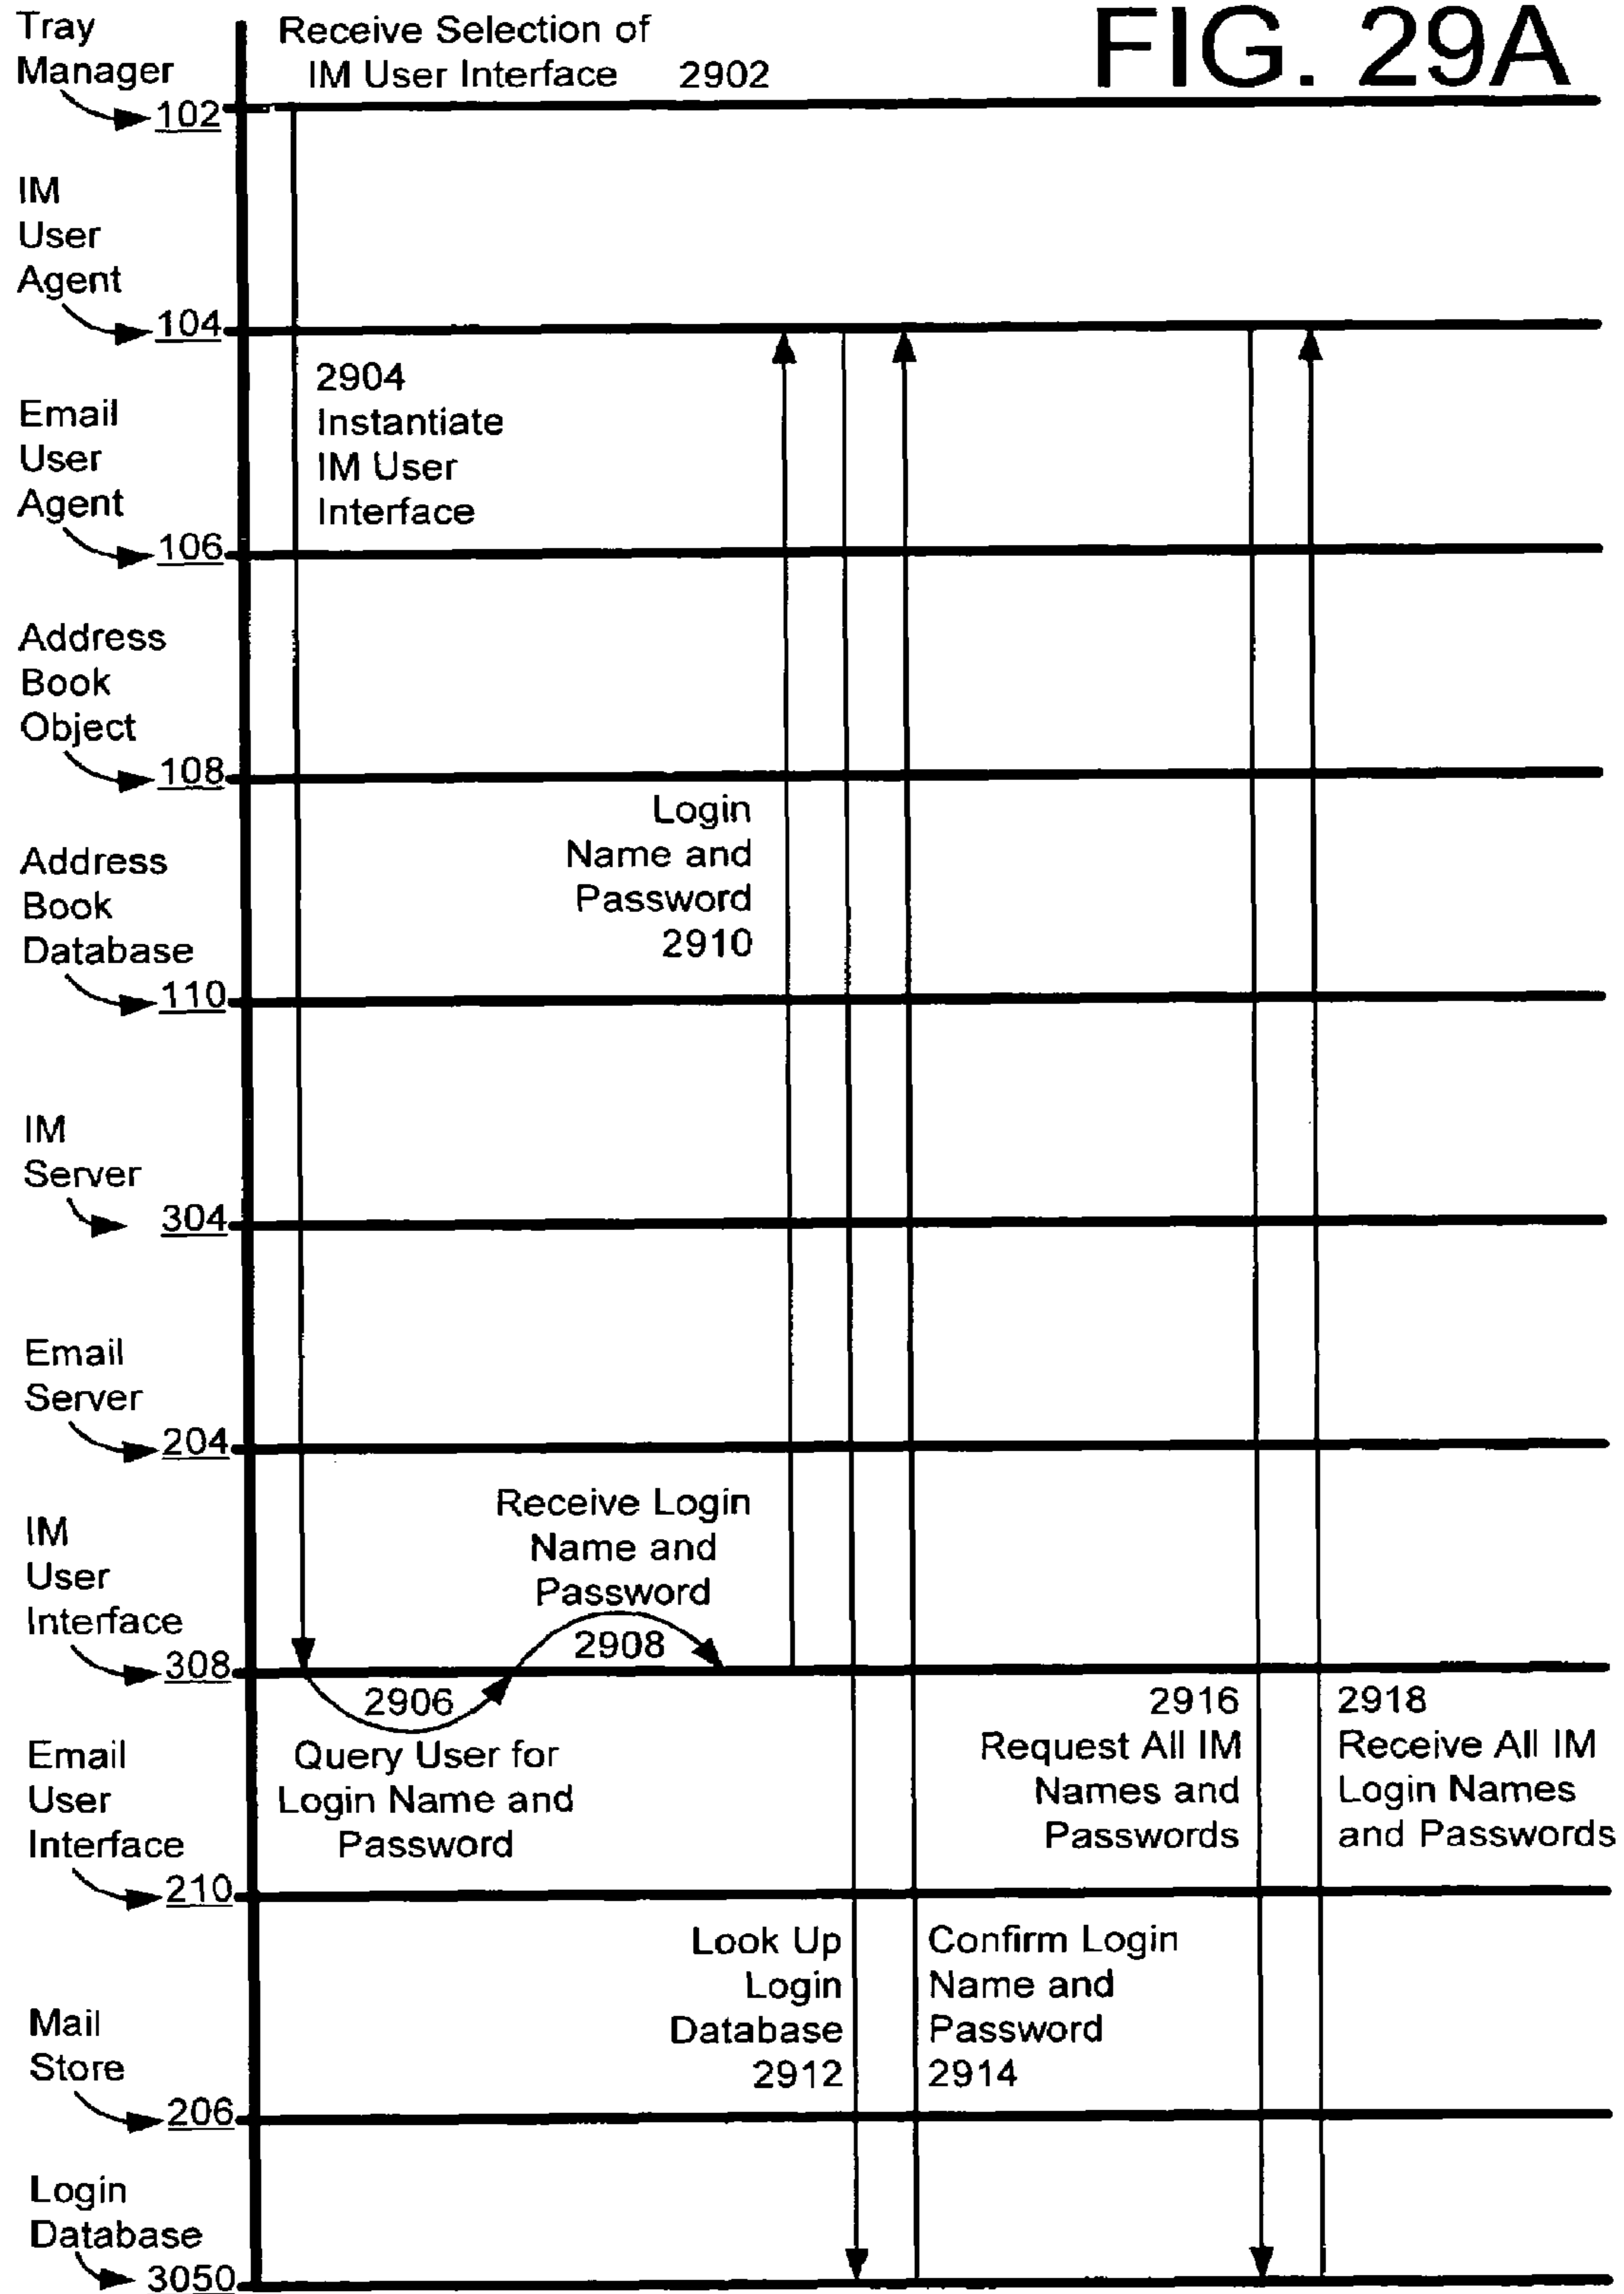 FIG. 29A
Tray
Manager
102
Receive Selection of
IM User Interface 2902
IM
User
Agent
104
2904
Instantiate
IM User
Interface
Email
User
Agent
106
Address
Book
Object
108
Login
Name and
Password
2910
Address
Book
Database
110
IM
Server
304
Email
Server
204
Receive Login
Name and
Password
2908
IM
User
Interface
308
2906
Query User for
Login Name and
Password
2916
Request All IM
Names and
Passwords
2918
Receive All IM
Login Names
and Passwords
Email
User
Interface
210
Look Up
Login
Database
2912
Confirm Login
Name and
Password
2914
Mail
Store
206
Login
Database
3050